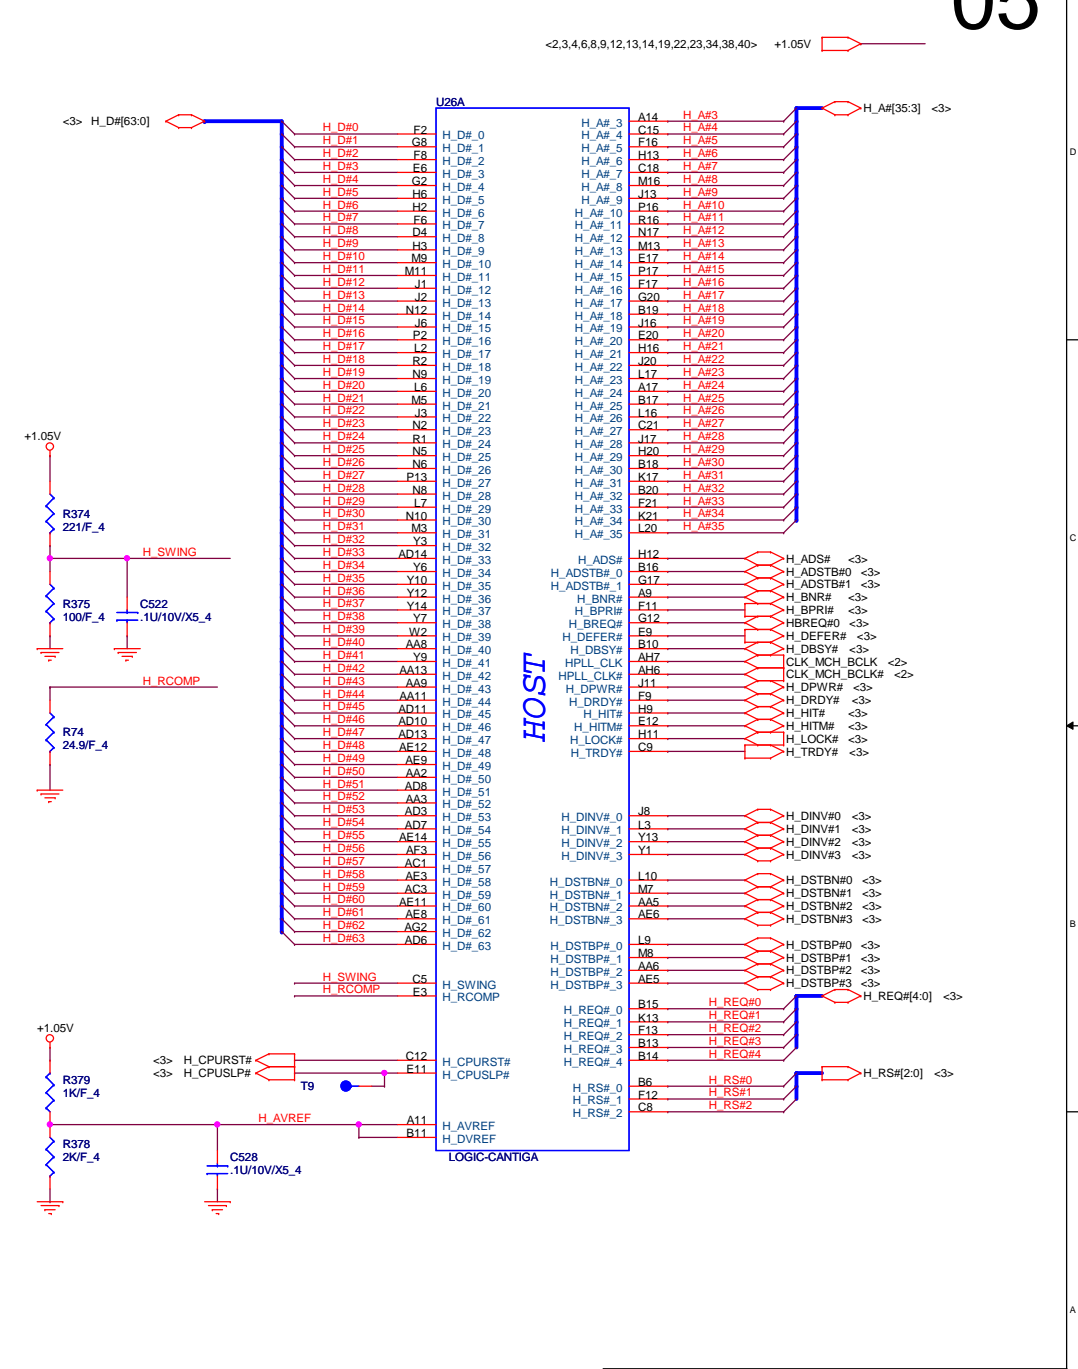 05
<2,3,4,6,8,9,12,13,14,19,22,23,34,38,40> +1.05V
U26A
<3> H_D#[63:0]
H_A#[35:3] <3>
H_D#0 F2 H_D#_0
H_D#1 G8 H_D#_1
H_D#2 F8 H_D#_2
H_D#3 E6 H_D#_3
H_D#4 G2 H_D#_4
H_D#5 H6 H_D#_5
H_D#6 H2 H_D#_6
H_D#7 F6 H_D#_7
H_D#8 D4 H_D#_8
H_D#9 H3 H_D#_9
H_D#10 M9 H_D#_10
H_D#11 M11 H_D#_11
H_D#12 J1 H_D#_12
H_D#13 J2 H_D#_13
H_D#14 N12 H_D#_14
H_D#15 J6 H_D#_15
H_D#16 P2 H_D#_16
H_D#17 L2 H_D#_17
H_D#18 R2 H_D#_18
H_D#19 N9 H_D#_19
H_D#20 L6 H_D#_20
H_D#21 M5 H_D#_21
H_D#22 J3 H_D#_22
H_D#23 N2 H_D#_23
H_D#24 R1 H_D#_24
H_D#25 N5 H_D#_25
H_D#26 N6 H_D#_26
H_D#27 P13 H_D#_27
H_D#28 N8 H_D#_28
H_D#29 L7 H_D#_29
H_D#30 N10 H_D#_30
H_D#31 M3 H_D#_31
H_D#32 Y3 H_D#_32
H_D#33 AD14 H_D#_33
H_D#34 Y6 H_D#_34
H_D#35 Y10 H_D#_35
H_D#36 Y12 H_D#_36
H_D#37 Y14 H_D#_37
H_D#38 Y7 H_D#_38
H_D#39 W2 H_D#_39
H_D#40 AA8 H_D#_40
H_D#41 Y9 H_D#_41
H_D#42 AA13 H_D#_42
H_D#43 AA9 H_D#_43
H_D#44 AA11 H_D#_44
H_D#45 AD11 H_D#_45
H_D#46 AD10 H_D#_46
H_D#47 AD13 H_D#_47
H_D#48 AE12 H_D#_48
H_D#49 AE9 H_D#_49
H_D#50 AA2 H_D#_50
H_D#51 AD8 H_D#_51
H_D#52 AA3 H_D#_52
H_D#53 AD3 H_D#_53
H_D#54 AD7 H_D#_54
H_D#55 AE14 H_D#_55
H_D#56 AF3 H_D#_56
H_D#57 AC1 H_D#_57
H_D#58 AE3 H_D#_58
H_D#59 AC3 H_D#_59
H_D#60 AE11 H_D#_60
H_D#61 AE8 H_D#_61
H_D#62 AG2 H_D#_62
H_D#63 AD6 H_D#_63
H_SWING C5 H_SWING
H_RCOMP E3 H_RCOMP
<3> H_CPURST# C12 H_CPURST#
<3> H_CPUSLP# E11 H_CPUSLP#
T9
H_AVREF A11 H_AVREF
B11 H_DVREF
LOGIC-CANTIGA
HOST
H_A#_3 A14 H_A#3
H_A#_4 C15 H_A#4
H_A#_5 F16 H_A#5
H_A#_6 H13 H_A#6
H_A#_7 C18 H_A#7
H_A#_8 M16 H_A#8
H_A#_9 J13 H_A#9
H_A#_10 P16 H_A#10
H_A#_11 R16 H_A#11
H_A#_12 N17 H_A#12
H_A#_13 M13 H_A#13
H_A#_14 E17 H_A#14
H_A#_15 P17 H_A#15
H_A#_16 F17 H_A#16
H_A#_17 G20 H_A#17
H_A#_18 B19 H_A#18
H_A#_19 J16 H_A#19
H_A#_20 E20 H_A#20
H_A#_21 H16 H_A#21
H_A#_22 J20 H_A#22
H_A#_23 L17 H_A#23
H_A#_24 A17 H_A#24
H_A#_25 B17 H_A#25
H_A#_26 L16 H_A#26
H_A#_27 C21 H_A#27
H_A#_28 J17 H_A#28
H_A#_29 H20 H_A#29
H_A#_30 B18 H_A#30
H_A#_31 K17 H_A#31
H_A#_32 B20 H_A#32
H_A#_33 F21 H_A#33
H_A#_34 K21 H_A#34
H_A#_35 L20 H_A#35
H_ADS# H12 H_ADS# <3>
H_ADSTB#_0 B16 H_ADSTB#0 <3>
H_ADSTB#_1 G17 H_ADSTB#1 <3>
H_BNR# A9 H_BNR# <3>
H_BPRI# F11 H_BPRI# <3>
H_BREQ# G12 HBREQ#0 <3>
H_DEFER# E9 H_DEFER# <3>
H_DBSY# B10 H_DBSY# <3>
HPLL_CLK AH7 CLK_MCH_BCLK <2>
HPLL_CLK# AH6 CLK_MCH_BCLK# <2>
H_DPWR# J11 H_DPWR# <3>
H_DRDY# F9 H_DRDY# <3>
H_HIT# H9 H_HIT# <3>
H_HITM# E12 H_HITM# <3>
H_LOCK# H11 H_LOCK# <3>
H_TRDY# C9 H_TRDY# <3>
H_DINV#_0 J8 H_DINV#0 <3>
H_DINV#_1 L3 H_DINV#1 <3>
H_DINV#_2 Y13 H_DINV#2 <3>
H_DINV#_3 Y1 H_DINV#3 <3>
H_DSTBN#_0 L10 H_DSTBN#0 <3>
H_DSTBN#_1 M7 H_DSTBN#1 <3>
H_DSTBN#_2 AA5 H_DSTBN#2 <3>
H_DSTBN#_3 AE6 H_DSTBN#3 <3>
H_DSTBP#_0 L9 H_DSTBP#0 <3>
H_DSTBP#_1 M8 H_DSTBP#1 <3>
H_DSTBP#_2 AA6 H_DSTBP#2 <3>
H_DSTBP#_3 AE5 H_DSTBP#3 <3>
H_REQ#[4:0] <3>
H_REQ#_0 B15 H_REQ#0
H_REQ#_1 K13 H_REQ#1
H_REQ#_2 F13 H_REQ#2
H_REQ#_3 B13 H_REQ#3
H_REQ#_4 B14 H_REQ#4
H_RS#[2:0] <3>
H_RS#_0 B6 H_RS#0
H_RS#_1 F12 H_RS#1
H_RS#_2 C8 H_RS#2
+1.05V
R374
221/F_4
H_SWING
R375
100/F_4
C522
.1U/10V/X5_4
H_RCOMP
R74
24.9/F_4
+1.05V
R379
1K/F_4
R378
2K/F_4
C528
.1U/10V/X5_4
D
C
B
A